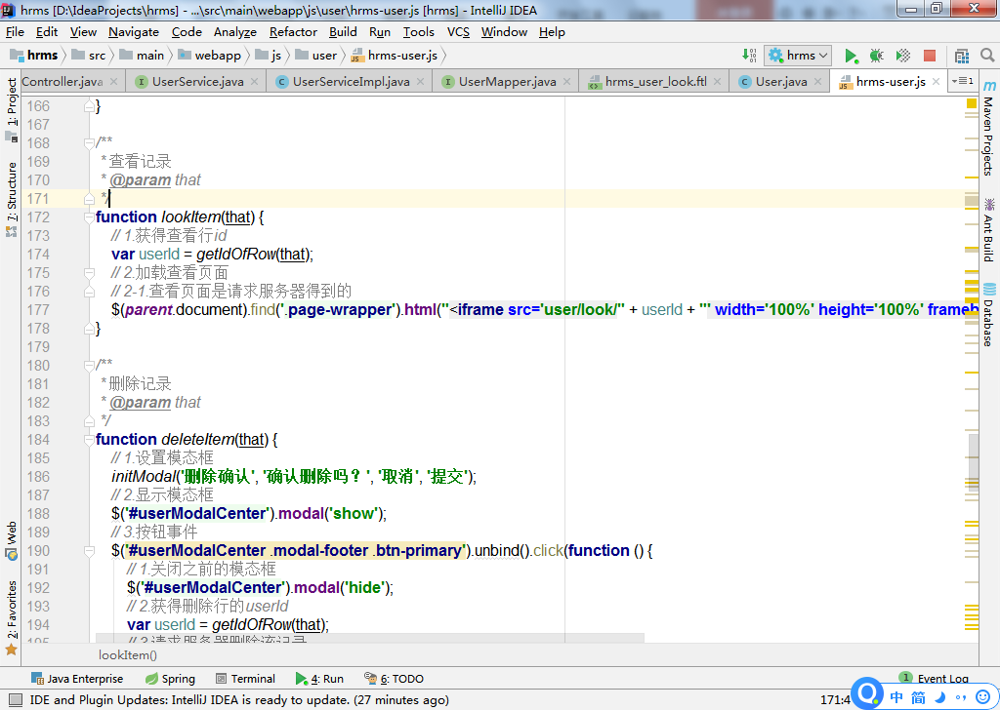 hrms [D:\IdeaProjects\hrms] - ...\src\main\webapp\js\user\hrms-user.js [hrms] - IntelliJ IDEA
File Edit View Navigate Code Analyze Refactor Build Run Tools VCS Window Help
hrms src main webapp js user hrms-user.js hrms
Controller.java UserService.java UserServiceImpl.java UserMapper.java hrms_user_look.ftl User.java hrms-user.js
1: Project
7: Structure
Web
2: Favorites
166 }
167
168 /**
169 * 查看记录
170 * @param that
171 */
172 function lookItem(that) {
173 // 1.获得查看行id
174 var userId = getIdOfRow(that);
175 // 2.加载查看页面
176 // 2-1.查看页面是请求服务器得到的
177 $(parent.document).find('.page-wrapper').html("<iframe src='user/look/" + userId + "' width='100%' height='100%' frameb
178 }
179
180 /**
181 * 删除记录
182 * @param that
183 */
184 function deleteItem(that) {
185 // 1.设置模态框
186 initModal('删除确认', '确认删除吗？', '取消', '提交');
187 // 2.显示模态框
188 $('#userModalCenter').modal('show');
189 // 3.按钮事件
190 $('#userModalCenter .modal-footer .btn-primary').unbind().click(function () {
191 // 1.关闭之前的模态框
192 $('#userModalCenter').modal('hide');
193 // 2.获得删除行的userId
194 var userId = getIdOfRow(that);
195 // 3.请求服务器删除该记录
lookItem()
Maven Projects
Ant Build
Database
Java Enterprise Spring Terminal 4: Run 6: TODO 1 Event Log
IDE and Plugin Updates: IntelliJ IDEA is ready to update. (27 minutes ago) 171:4
中 简